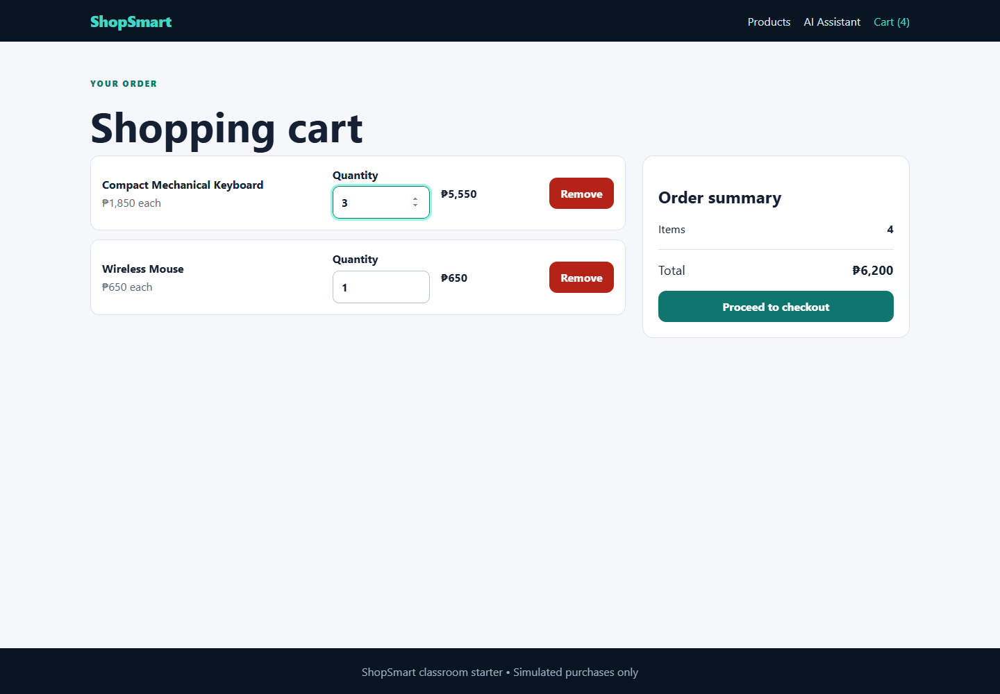 ShopSmart
Products AI Assistant Cart (4)
YOUR ORDER
Shopping cart
Compact Mechanical Keyboard
₱1,850 each
Quantity
3
₱5,550
Remove
Wireless Mouse
₱650 each
Quantity
1
₱650
Remove
Order summary
Items 4
Total ₱6,200
Proceed to checkout
ShopSmart classroom starter • Simulated purchases only